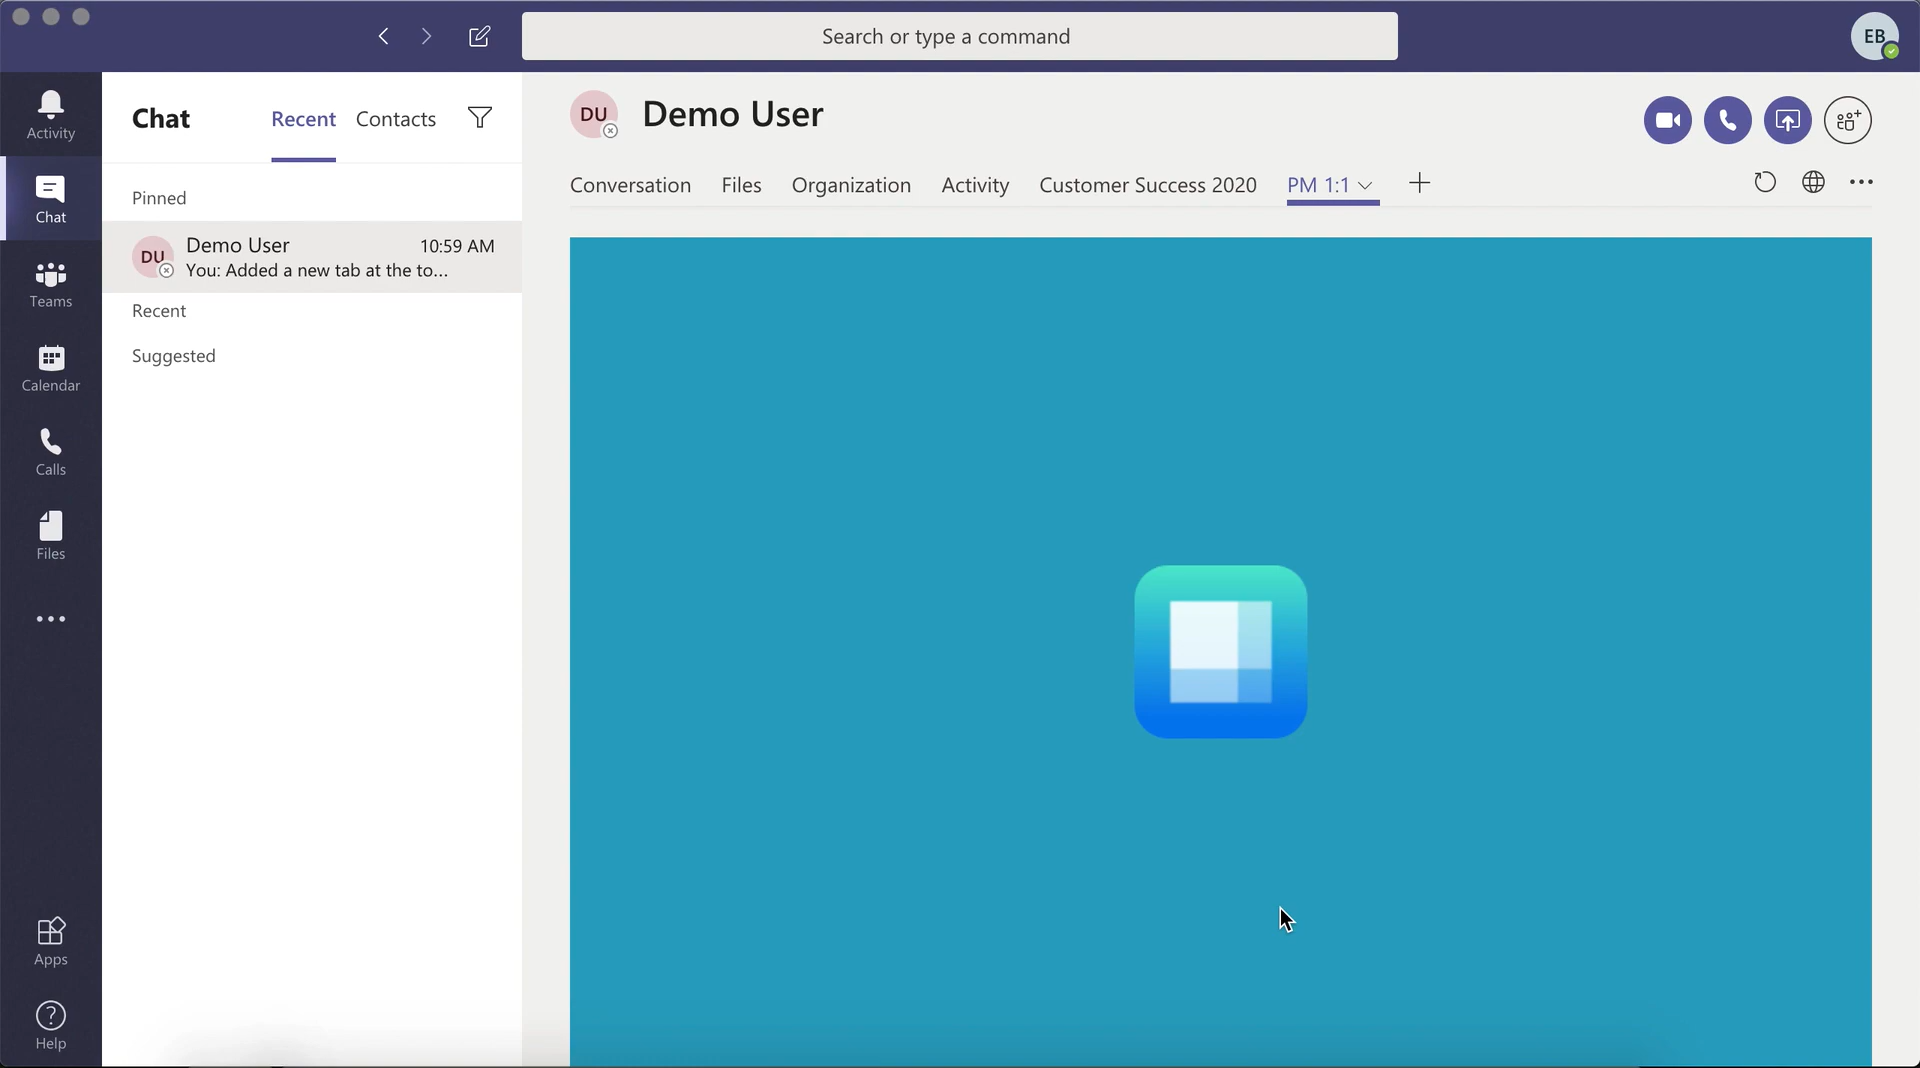 Search or type a command
EB
Activity
Chat
Teams
Calendar
Calls
Files
Apps
Help
Chat
Recent
Contacts
Pinned
DU
Demo User
10:59 AM
You: Added a new tab at the to...
Recent
Suggested
DU
Demo User
Conversation
Files
Organization
Activity
Customer Success 2020
PM 1:1